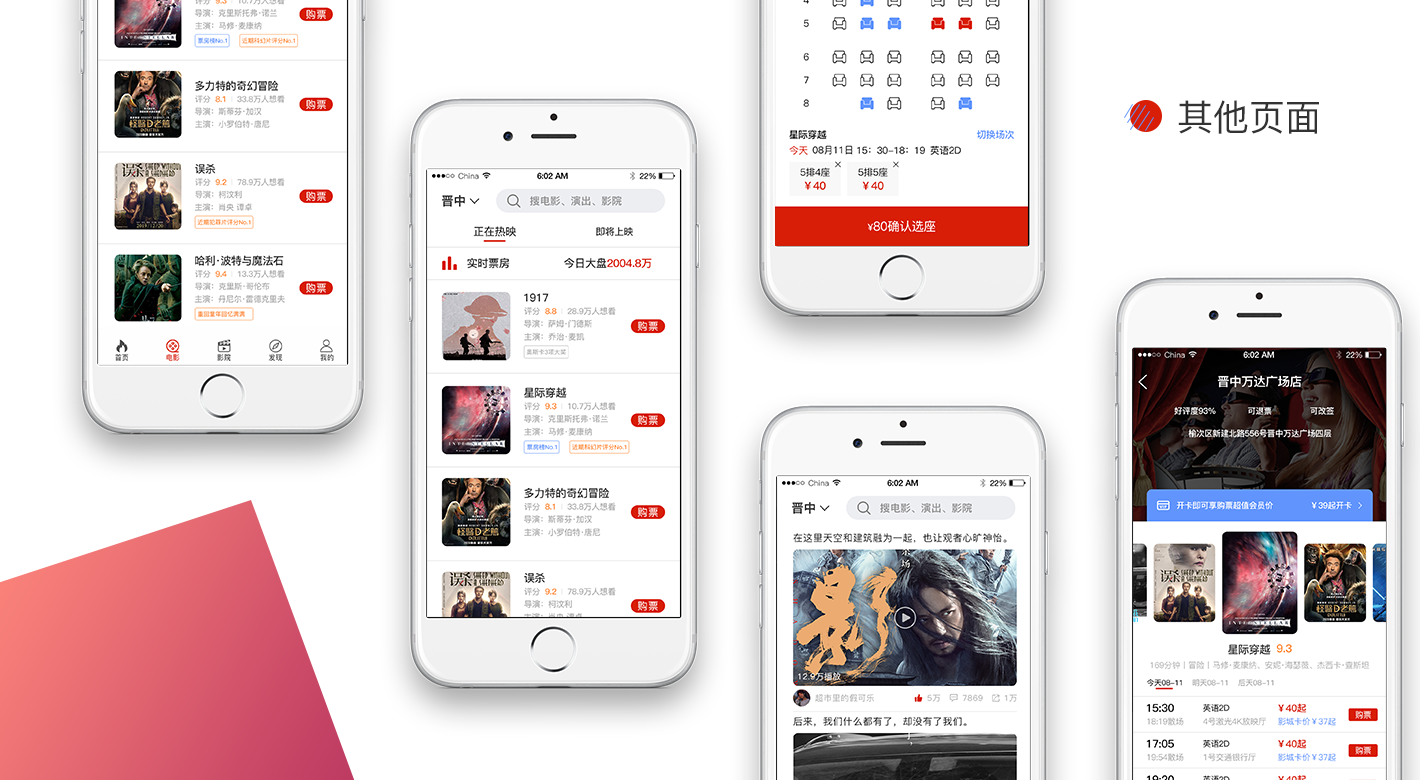 评分 9.3 | 10.7万人想看
导演：克里斯托弗·诺兰
主演：马修·麦康纳
购票
票房榜No.1 近期科幻片评分No.1
多力特的奇幻冒险
评分 8.1 | 33.8万人想看
导演：斯蒂芬·加汉
主演：小罗伯特·唐尼
购票
误杀
评分 9.2 | 78.9万人想看
导演：柯汶利
主演：肖央 谭卓
购票
近期犯罪片评分No.1
哈利·波特与魔法石
评分 9.4 | 13.3万人想看
导演：克里斯·哥伦布
主演：丹尼尔·雷德克里夫
购票
重回童年回忆满满
首页 电影 影院 发现 我的
China 6:02 AM 22%
晋中 搜电影、演出、影院
正在热映 即将上映
实时票房 今日大盘2004.8万
1917
评分 8.8 | 28.9万人想看
导演：萨姆·门德斯
主演：乔治·麦凯
购票
奥斯卡3项大奖
星际穿越
评分 9.3 | 10.7万人想看
导演：克里斯托弗·诺兰
主演：马修·麦康纳
购票
票房榜No.1 近期科幻片评分No.1
INTERSTELLAR
多力特的奇幻冒险
评分 8.1 | 33.8万人想看
导演：斯蒂芬·加汉
主演：小罗伯特·唐尼
购票
怪醫D老篤
误杀
评分 9.2 | 78.9万人想看
导演：柯汶利
主演：肖央 谭卓
购票
误杀 SHEEP WITHOUT A SHEPHERD
4
5
6
7
8
星际穿越 切换场次
今天 08月11日 15：30-18：19 英语2D
5排4座 ×
¥40
5排5座 ×
¥40
¥80确认选座
China 6:02 AM 22%
晋中 搜电影、演出、影院
在这里天空和建筑融为一起，也让观者心旷神怡。
影
12.9万播放
超市里的假可乐 5万 7869 1万
后来，我们什么都有了，却没有了我们。
其他页面
China 6:02 AM 22%
晋中万达广场店
好评度93% 可退票 可改签
榆次区新建北路556号晋中万达广场四层
开卡即可享购票超值会员价 ¥39起开卡
星际穿越 9.3
169分钟 | 冒险 | 马修·麦康纳、安妮·海瑟薇、杰西卡·查斯坦
今天08-11 明天08-11 后天08-11
15:30 英语2D ¥40起 购票
18:19散场 4号激光4K放映厅 影城卡价¥37起
17:05 英语2D ¥40起 购票
19:54散场 1号交通银行厅 影城卡价¥37起
19:20 英语2D ¥40起